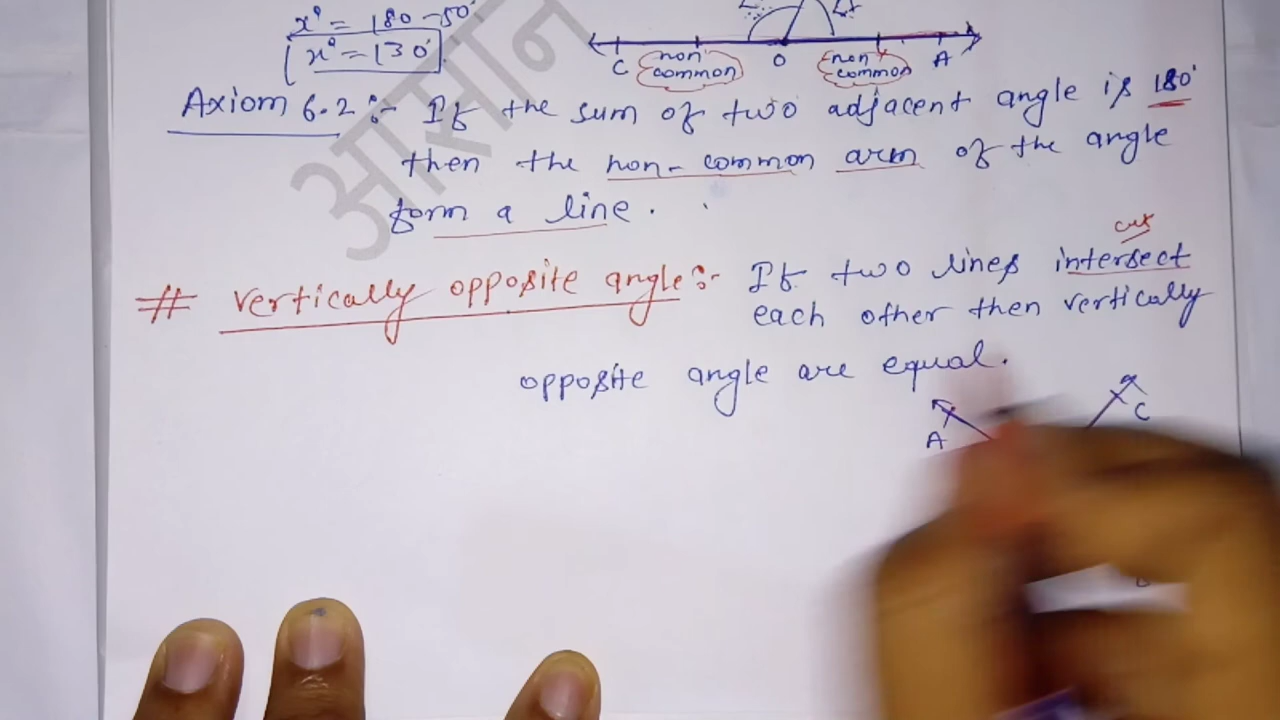 x° = 180 - 50°
x° = 130°
C non common O non common A
Axiom 6.2 :- If the sum of two adjacent angle is 180°
then the non-common arm of the angle
form a line.
cut
# vertically opposite angle :- If two lines intersect
each other then vertically
opposite angle are equal.
A C
आसान